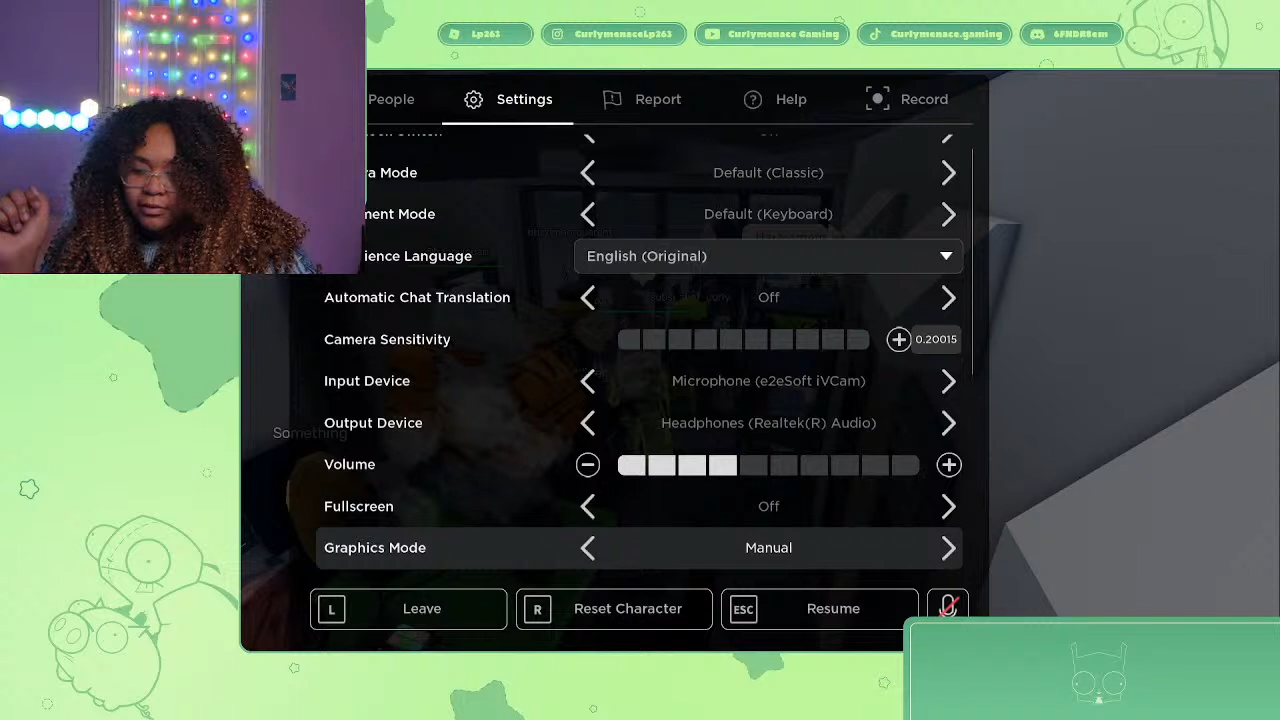 Lp263
CurlymenaceLp263
Curlymenace Gaming
Curlymenace.gaming
6FNDR8em
People
Settings
Report
Help
Record
a Mode
Default (Classic)
ment Mode
Default (Keyboard)
ience Language
English (Original)
Automatic Chat Translation
Off
Camera Sensitivity
0.20015
Input Device
Microphone (e2eSoft iVCam)
Output Device
Headphones (Realtek(R) Audio)
Something
Volume
Fullscreen
Off
Graphics Mode
Manual
L Leave
R Reset Character
ESC Resume